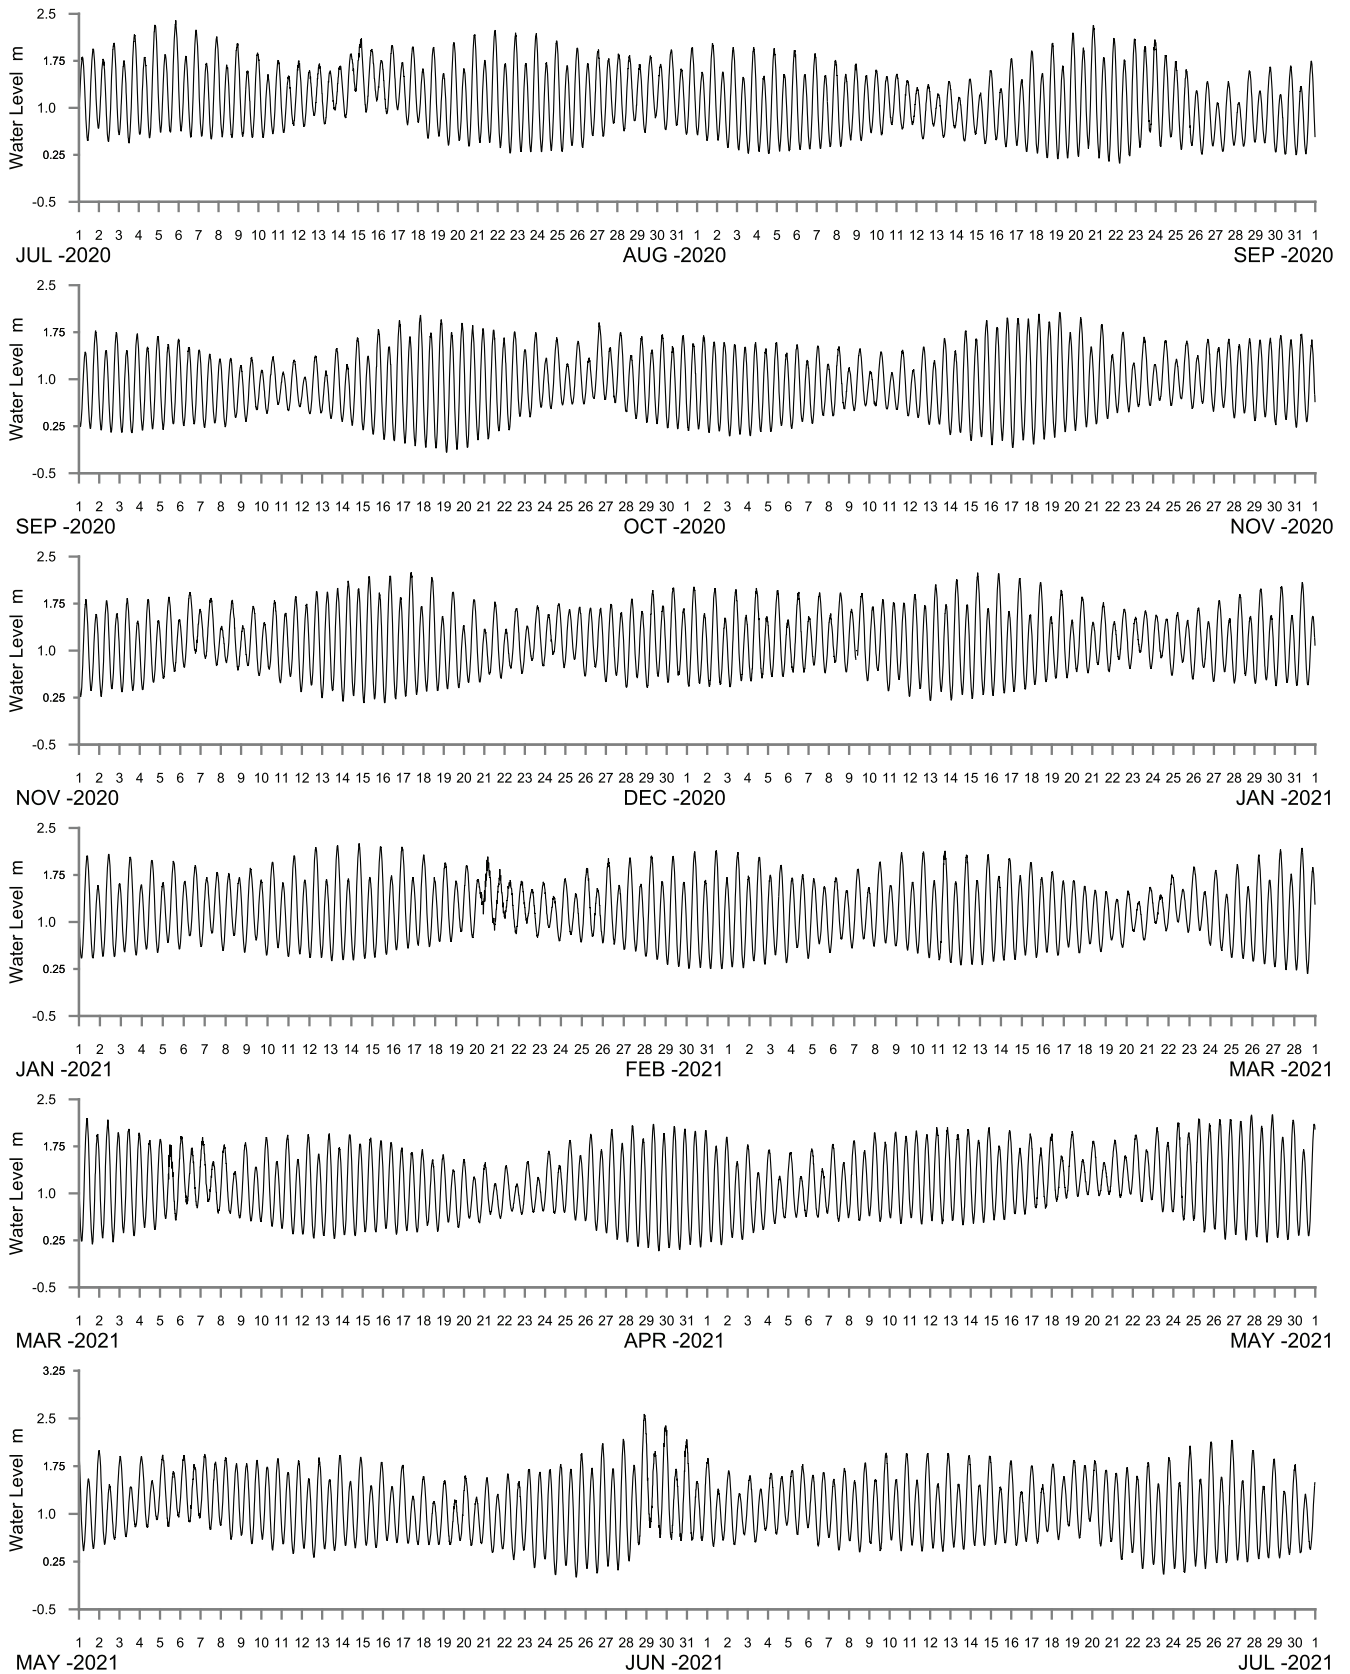 2.5
1.75
1.0
0.25
-0.5
Water Level m
1 2 3 4 5 6 7 8 9 10 11 12 13 14 15 16 17 18 19 20 21 22 23 24 25 26 27 28 29 30 31 1 2 3 4 5 6 7 8 9 10 11 12 13 14 15 16 17 18 19 20 21 22 23 24 25 26 27 28 29 30 31 1
JUL -2020 AUG -2020 SEP -2020
2.5
1.75
1.0
0.25
-0.5
Water Level m
1 2 3 4 5 6 7 8 9 10 11 12 13 14 15 16 17 18 19 20 21 22 23 24 25 26 27 28 29 30 1 2 3 4 5 6 7 8 9 10 11 12 13 14 15 16 17 18 19 20 21 22 23 24 25 26 27 28 29 30 31 1
SEP -2020 OCT -2020 NOV -2020
2.5
1.75
1.0
0.25
-0.5
Water Level m
1 2 3 4 5 6 7 8 9 10 11 12 13 14 15 16 17 18 19 20 21 22 23 24 25 26 27 28 29 30 1 2 3 4 5 6 7 8 9 10 11 12 13 14 15 16 17 18 19 20 21 22 23 24 25 26 27 28 29 30 31 1
NOV -2020 DEC -2020 JAN -2021
2.5
1.75
1.0
0.25
-0.5
Water Level m
1 2 3 4 5 6 7 8 9 10 11 12 13 14 15 16 17 18 19 20 21 22 23 24 25 26 27 28 29 30 31 1 2 3 4 5 6 7 8 9 10 11 12 13 14 15 16 17 18 19 20 21 22 23 24 25 26 27 28 1
JAN -2021 FEB -2021 MAR -2021
2.5
1.75
1.0
0.25
-0.5
Water Level m
1 2 3 4 5 6 7 8 9 10 11 12 13 14 15 16 17 18 19 20 21 22 23 24 25 26 27 28 29 30 31 1 2 3 4 5 6 7 8 9 10 11 12 13 14 15 16 17 18 19 20 21 22 23 24 25 26 27 28 29 30 1
MAR -2021 APR -2021 MAY -2021
3.25
2.5
1.75
1.0
0.25
-0.5
Water Level m
1 2 3 4 5 6 7 8 9 10 11 12 13 14 15 16 17 18 19 20 21 22 23 24 25 26 27 28 29 30 31 1 2 3 4 5 6 7 8 9 10 11 12 13 14 15 16 17 18 19 20 21 22 23 24 25 26 27 28 29 30 1
MAY -2021 JUN -2021 JUL -2021